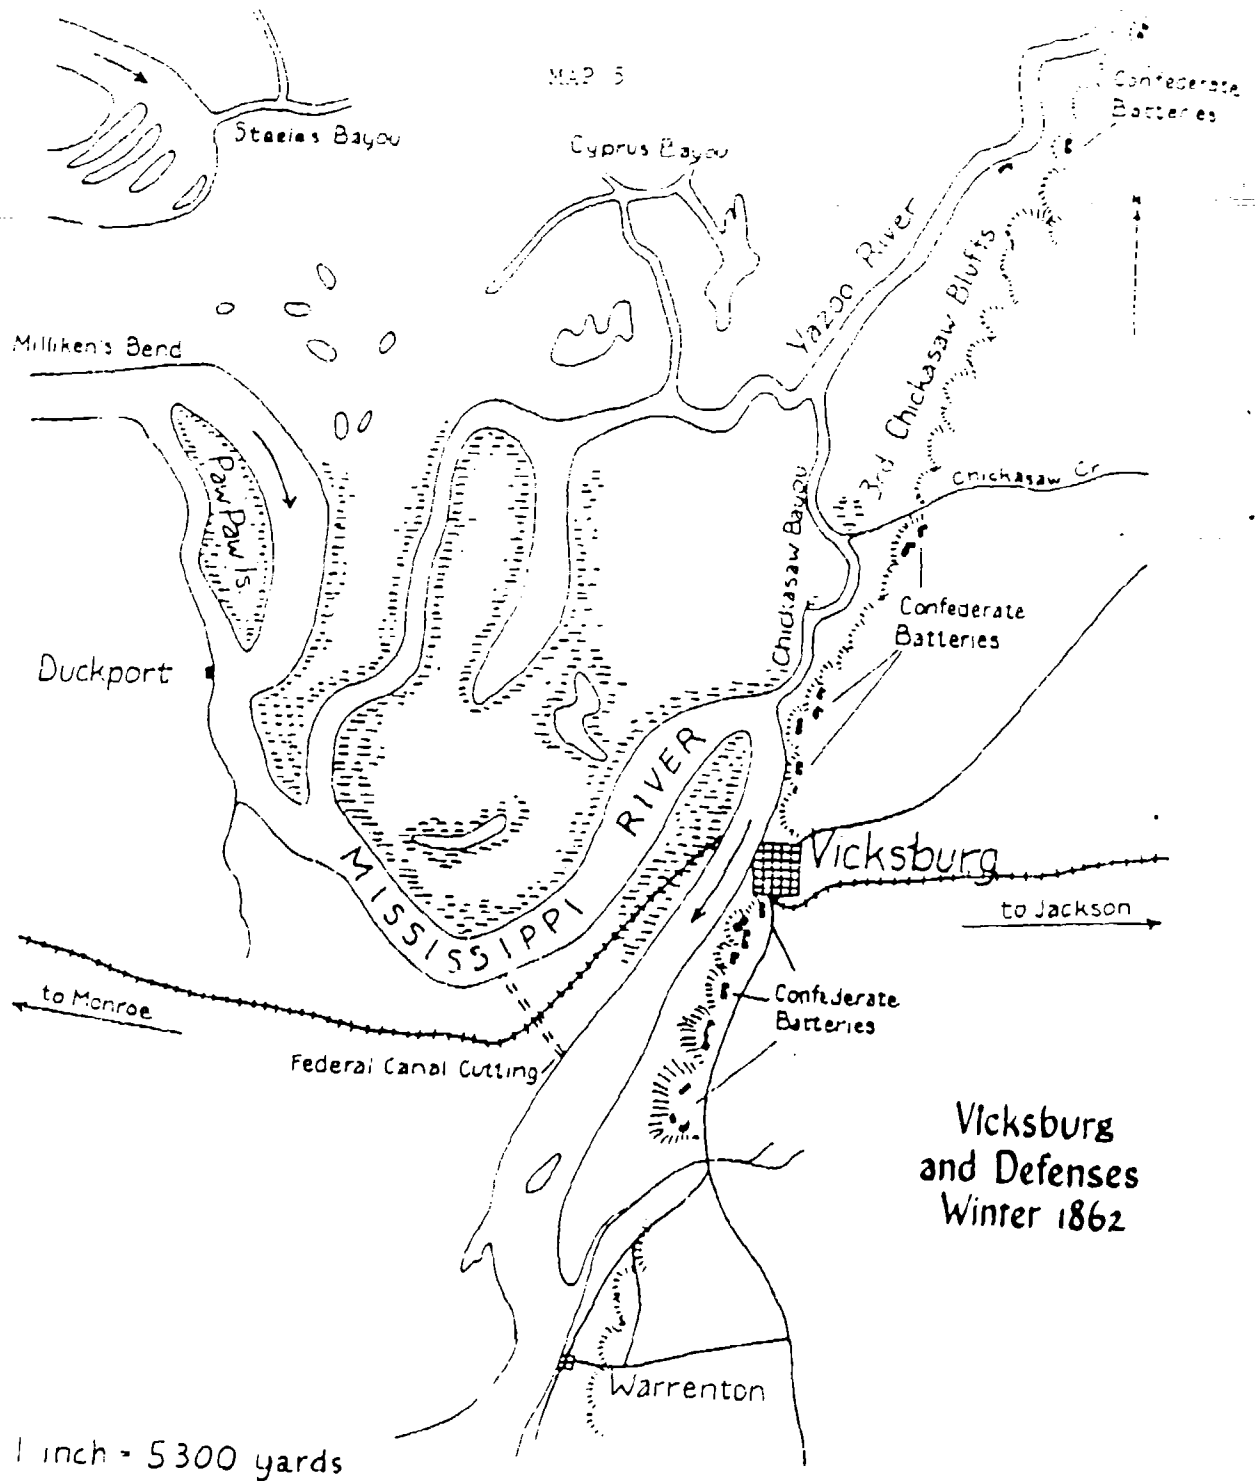 MAP 5
Confederate
Batteries
Steeles Bayou
Cyprus Bayou
N
Yazoo River
3rd Chickasaw Bluffs
Milliken's Bend
Paw Paw Is.
Chickasaw Cr
Chickasaw Bayou
Confederate
Batteries
Duckport
MISSISSIPPI RIVER
Vicksburg
to Jackson
to Monroe
Confederate
Batteries
Federal Canal Cutting
Vicksburg
and Defenses
Winter 1862
Warrenton
1 inch = 5300 yards